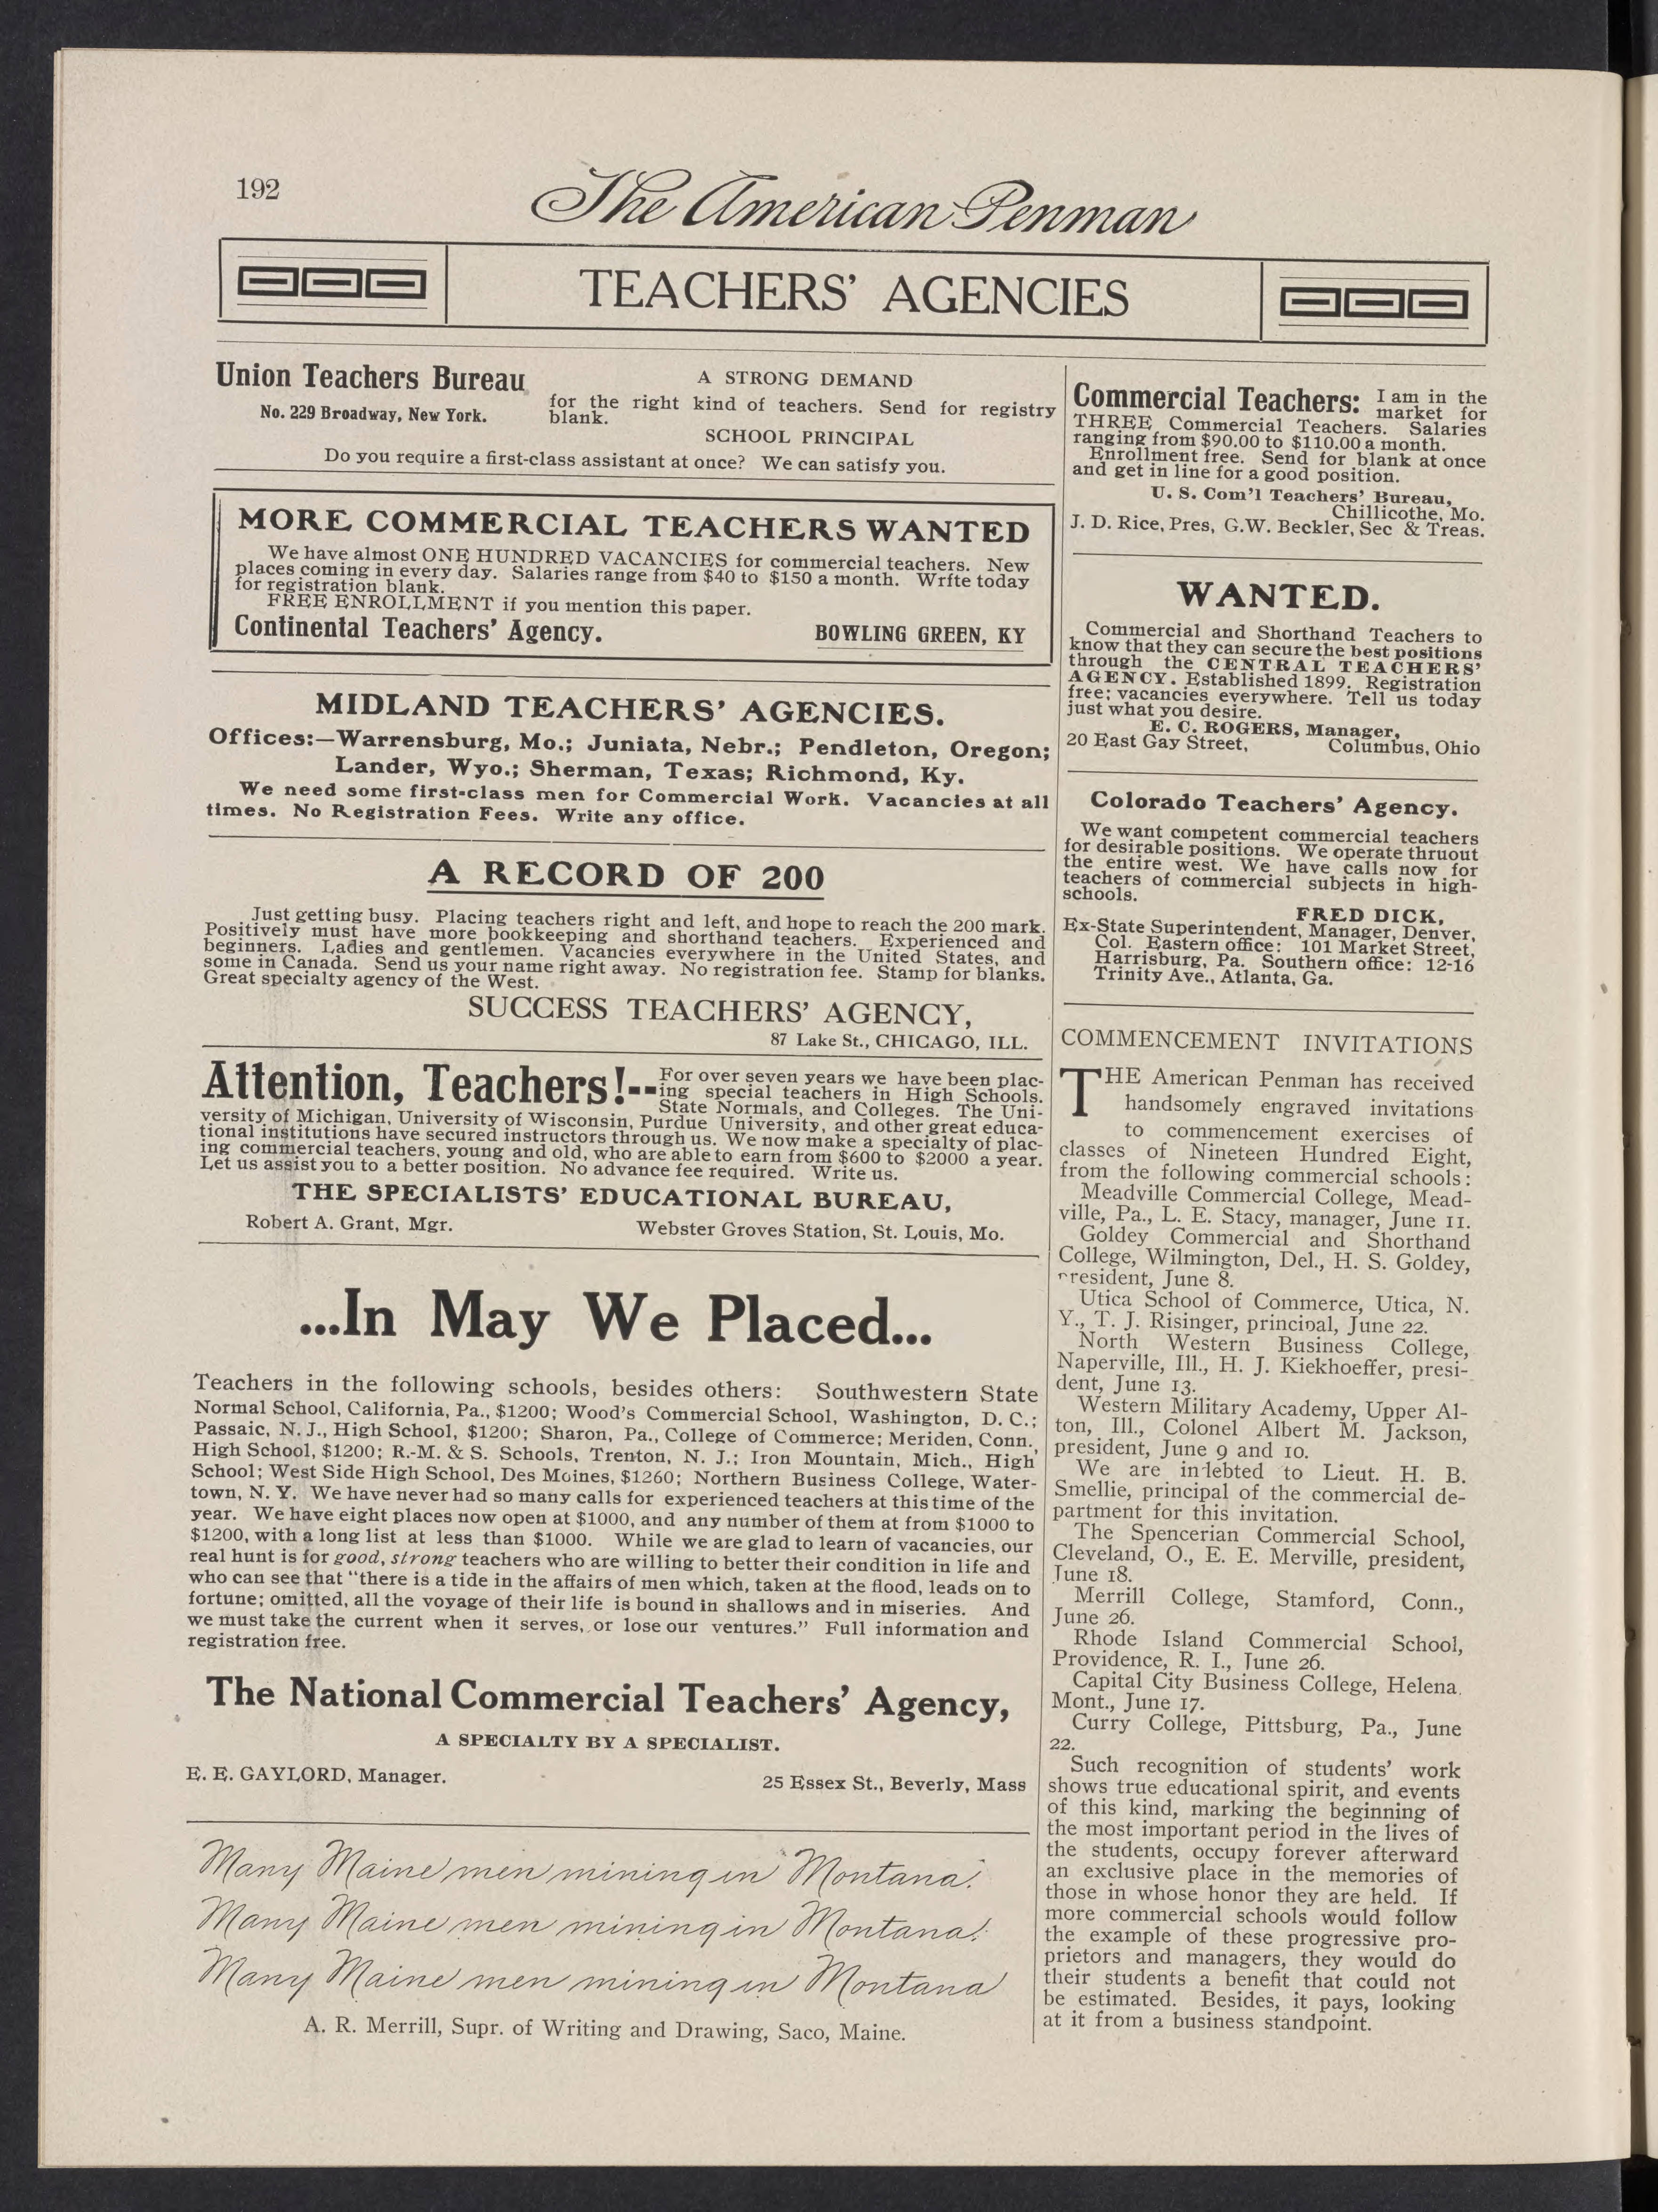 192
The American Penman
TEACHERS' AGENCIES
Union Teachers Bureau
No. 229 Broadway, New York.
A STRONG DEMAND
for the right kind of teachers. Send for registry
blank.
SCHOOL PRINCIPAL
Do you require a first-class assistant at once? We can satisfy you.
MORE COMMERCIAL TEACHERS WANTED
We have almost ONE HUNDRED VACANCIES for commercial teachers. New
places coming in every day. Salaries range from $40 to $150 a month. Wrfte today
for registration blank.
FREE ENROLLMENT if you mention this paper.
Continental Teachers' Agency. BOWLING GREEN, KY
MIDLAND TEACHERS' AGENCIES.
Offices:—Warrensburg, Mo.; Juniata, Nebr.; Pendleton, Oregon;
Lander, Wyo.; Sherman, Texas; Richmond, Ky.
We need some first-class men for Commercial Work. Vacancies at all
times. No Registration Fees. Write any office.
A RECORD OF 200
Just getting busy. Placing teachers right and left, and hope to reach the 200 mark.
Positively must have more bookkeeping and shorthand teachers. Experienced and
beginners. Ladies and gentlemen. Vacancies everywhere in the United States, and
some in Canada. Send us your name right away. No registration fee. Stamp for blanks.
Great specialty agency of the West.
SUCCESS TEACHERS' AGENCY,
87 Lake St., CHICAGO, ILL.
Attention, Teachers!--For over seven years we have been plac-
ing special teachers in High Schools.
State Normals, and Colleges. The Uni-
versity of Michigan, University of Wisconsin, Purdue University, and other great educa-
tional institutions have secured instructors through us. We now make a specialty of plac-
ing commercial teachers, young and old, who are able to earn from $600 to $2000 a year.
Let us assist you to a better position. No advance fee required. Write us.
THE SPECIALISTS' EDUCATIONAL BUREAU,
Robert A. Grant, Mgr. Webster Groves Station, St. Louis, Mo.
...In May We Placed...
Teachers in the following schools, besides others: Southwestern State
Normal School, California, Pa., $1200; Wood's Commercial School, Washington, D. C.;
Passaic, N. J., High School, $1200; Sharon, Pa., College of Commerce; Meriden, Conn.,
High School, $1200; R.-M. & S. Schools, Trenton, N. J.; Iron Mountain, Mich., High
School; West Side High School, Des Moines, $1260; Northern Business College, Water-
town, N. Y. We have never had so many calls for experienced teachers at this time of the
year. We have eight places now open at $1000, and any number of them at from $1000 to
$1200, with a long list at less than $1000. While we are glad to learn of vacancies, our
real hunt is for good, strong teachers who are willing to better their condition in life and
who can see that "there is a tide in the affairs of men which, taken at the flood, leads on to
fortune; omitted, all the voyage of their life is bound in shallows and in miseries. And
we must take the current when it serves, or lose our ventures." Full information and
registration free.
The National Commercial Teachers' Agency,
A SPECIALTY BY A SPECIALIST.
E. E. GAYLORD, Manager. 25 Essex St., Beverly, Mass
Many Maine men mining in Montana.
Many Maine men mining in Montana.
Many Maine men mining in Montana
A. R. Merrill, Supr. of Writing and Drawing, Saco, Maine.
Commercial Teachers: I am in the
market for
THREE Commercial Teachers. Salaries
ranging from $90.00 to $110.00 a month.
Enrollment free. Send for blank at once
and get in line for a good position.
U. S. Com'l Teachers' Bureau,
Chillicothe, Mo.
J. D. Rice, Pres, G.W. Beckler, Sec & Treas.
WANTED.
Commercial and Shorthand Teachers to
know that they can secure the best positions
through the CENTRAL TEACHERS'
AGENCY. Established 1899. Registration
free; vacancies everywhere. Tell us today
just what you desire.
E. C. ROGERS, Manager,
20 East Gay Street, Columbus, Ohio
Colorado Teachers' Agency.
We want competent commercial teachers
for desirable positions. We operate thruout
the entire west. We have calls now for
teachers of commercial subjects in high-
schools.
FRED DICK,
Ex-State Superintendent, Manager, Denver,
Col. Eastern office: 101 Market Street,
Harrisburg, Pa. Southern office: 12-16
Trinity Ave., Atlanta, Ga.
COMMENCEMENT INVITATIONS
THE American Penman has received
handsomely engraved invitations
to commencement exercises of
classes of Nineteen Hundred Eight,
from the following commercial schools:
Meadville Commercial College, Mead-
ville, Pa., L. E. Stacy, manager, June 11.
Goldey Commercial and Shorthand
College, Wilmington, Del., H. S. Goldey,
president, June 8.
Utica School of Commerce, Utica, N.
Y., T. J. Risinger, principal, June 22.
North Western Business College,
Naperville, Ill., H. J. Kiekhoeffer, presi-
dent, June 13.
Western Military Academy, Upper Al-
ton, Ill., Colonel Albert M. Jackson,
president, June 9 and 10.
We are indebted to Lieut. H. B.
Smellie, principal of the commercial de-
partment for this invitation.
The Spencerian Commercial School,
Cleveland, O., E. E. Merville, president,
June 18.
Merrill College, Stamford, Conn.,
June 26.
Rhode Island Commercial School,
Providence, R. I., June 26.
Capital City Business College, Helena.
Mont., June 17.
Curry College, Pittsburg, Pa., June
22.
Such recognition of students' work
shows true educational spirit, and events
of this kind, marking the beginning of
the most important period in the lives of
the students, occupy forever afterward
an exclusive place in the memories of
those in whose honor they are held. If
more commercial schools would follow
the example of these progressive pro-
prietors and managers, they would do
their students a benefit that could not
be estimated. Besides, it pays, looking
at it from a business standpoint.